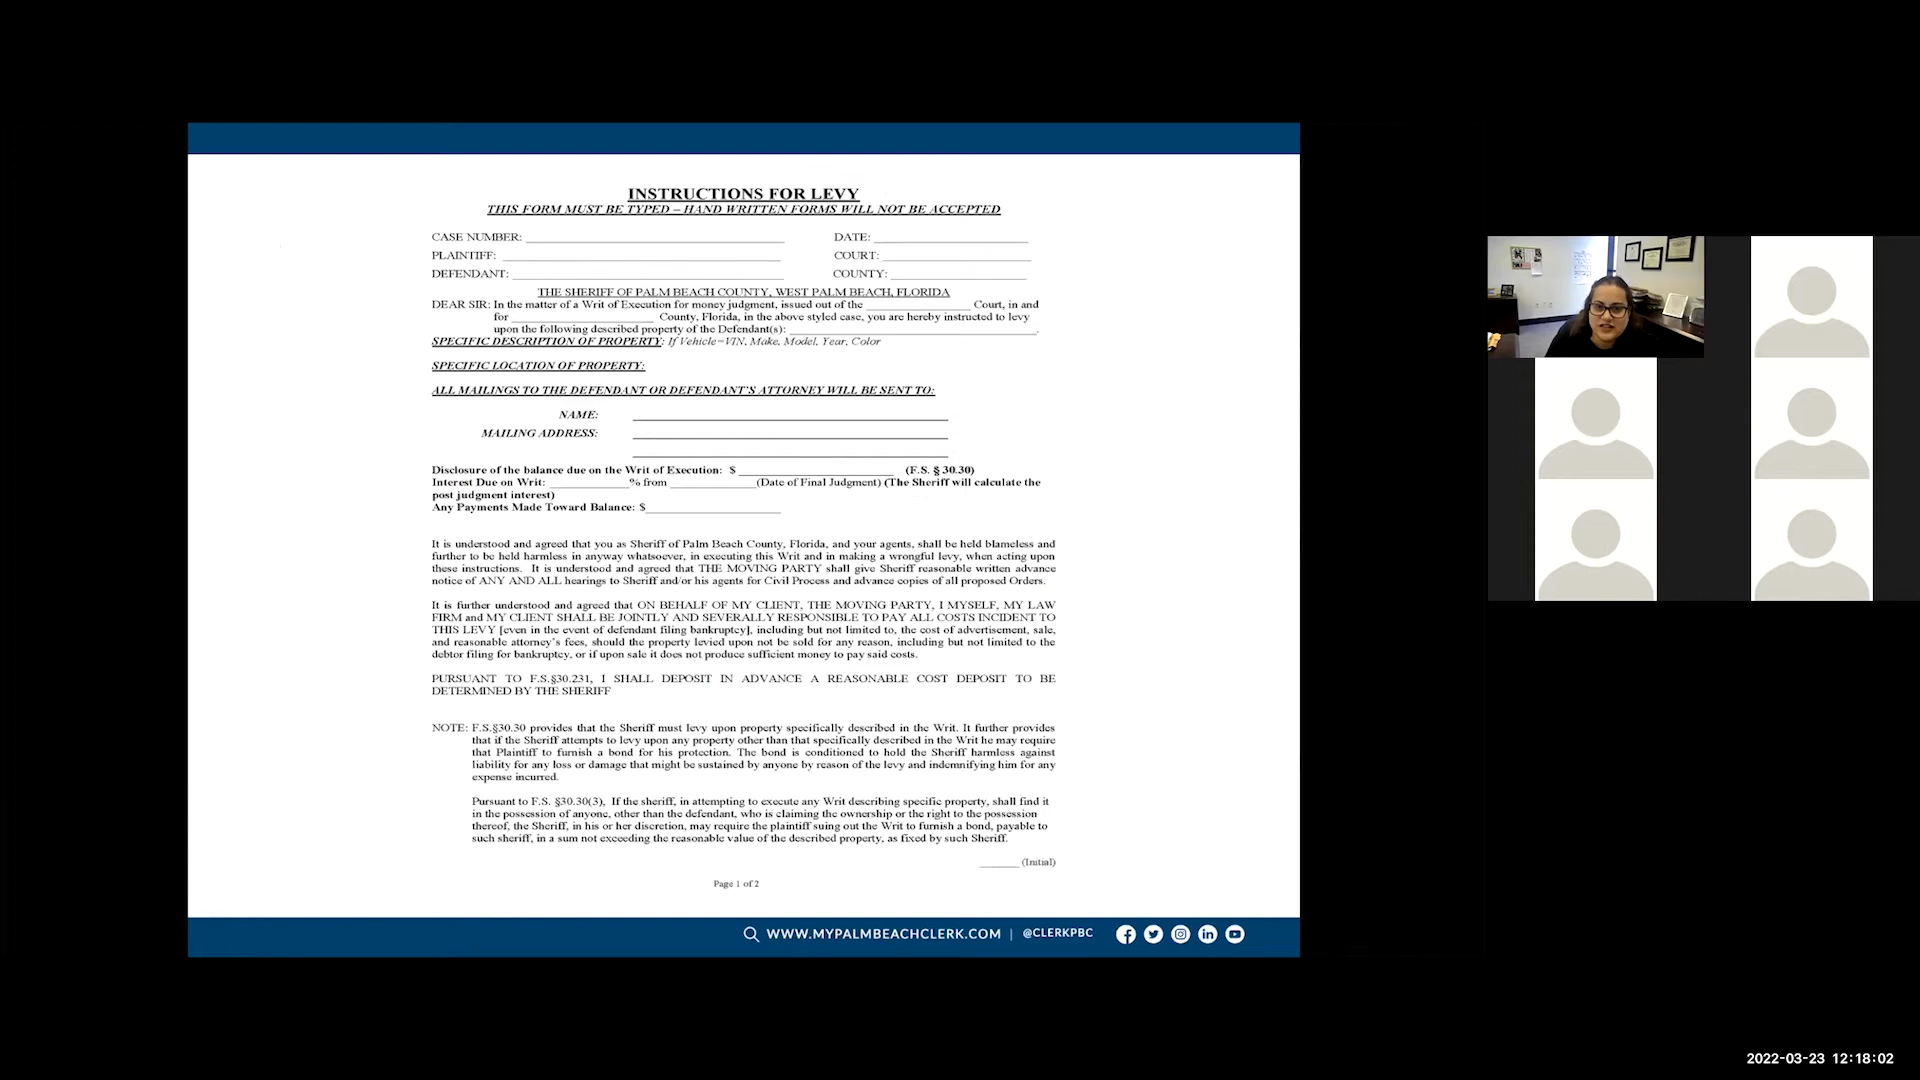 INSTRUCTIONS FOR LEVY
THIS FORM MUST BE TYPED – HAND WRITTEN FORMS WILL NOT BE ACCEPTED
CASE NUMBER: ____________________ DATE: ____________________
PLAINTIFF: ____________________ COURT: ____________________
DEFENDANT: ____________________ COUNTY: ____________________
THE SHERIFF OF PALM BEACH COUNTY, WEST PALM BEACH, FLORIDA
DEAR SIR: In the matter of a Writ of Execution for money judgment, issued out of the ____________________ Court, in and
for ____________________ County, Florida, in the above styled case, you are hereby instructed to levy
upon the following described property of the Defendant(s): ____________________.
SPECIFIC DESCRIPTION OF PROPERTY: If Vehicle=VIN, Make, Model, Year, Color
SPECIFIC LOCATION OF PROPERTY:
ALL MAILINGS TO THE DEFENDANT OR DEFENDANT'S ATTORNEY WILL BE SENT TO:
NAME: ____________________
MAILING ADDRESS: ____________________
Disclosure of the balance due on the Writ of Execution: $ ____________________ (F.S. § 30.30)
Interest Due on Writ: ____________% from ____________(Date of Final Judgment) (The Sheriff will calculate the
post judgment interest)
Any Payments Made Toward Balance: $____________________
It is understood and agreed that you as Sheriff of Palm Beach County, Florida, and your agents, shall be held blameless and
further to be held harmless in anyway whatsoever, in executing this Writ and in making a wrongful levy, when acting upon
these instructions. It is understood and agreed that THE MOVING PARTY shall give Sheriff reasonable written advance
notice of ANY AND ALL hearings to Sheriff and/or his agents for Civil Process and advance copies of all proposed Orders.
It is further understood and agreed that ON BEHALF OF MY CLIENT, THE MOVING PARTY, I MYSELF, MY LAW
FIRM and MY CLIENT SHALL BE JOINTLY AND SEVERALLY RESPONSIBLE TO PAY ALL COSTS INCIDENT TO
THIS LEVY [even in the event of defendant filing bankruptcy], including but not limited to, the cost of advertisement, sale,
and reasonable attorney's fees, should the property levied upon not be sold for any reason, including but not limited to the
debtor filing for bankruptcy, or if upon sale it does not produce sufficient money to pay said costs.
PURSUANT TO F.S.§30.231, I SHALL DEPOSIT IN ADVANCE A REASONABLE COST DEPOSIT TO BE
DETERMINED BY THE SHERIFF
NOTE: F.S.§30.30 provides that the Sheriff must levy upon property specifically described in the Writ. It further provides
that if the Sheriff attempts to levy upon any property other than that specifically described in the Writ he may require
that Plaintiff to furnish a bond for his protection. The bond is conditioned to hold the Sheriff harmless against
liability for any loss or damage that might be sustained by anyone by reason of the levy and indemnifying him for any
expense incurred.
Pursuant to F.S. §30.30(3), If the sheriff, in attempting to execute any Writ describing specific property, shall find it
in the possession of anyone, other than the defendant, who is claiming the ownership or the right to the possession
thereof, the Sheriff, in his or her discretion, may require the plaintiff suing out the Writ to furnish a bond, payable to
such sheriff, in a sum not exceeding the reasonable value of the described property, as fixed by such Sheriff.
_______ (Initial)
Page 1 of 2
WWW.MYPALMBEACHCLERK.COM | @CLERKPBC
2022-03-23 12:18:02